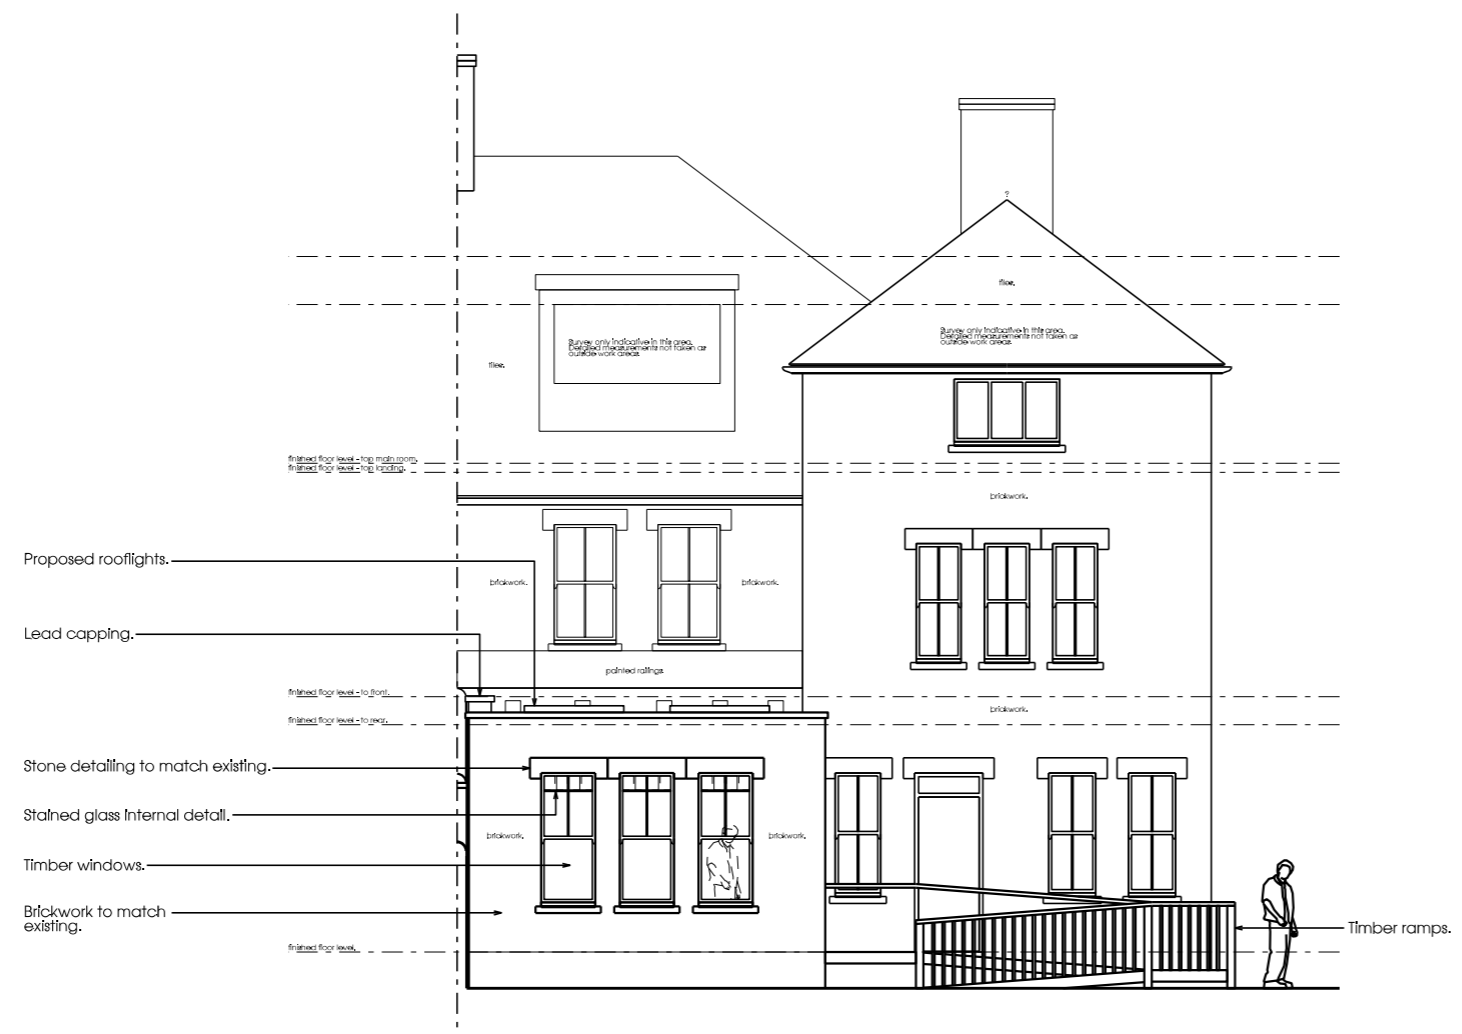 ?
tiles.
Survey only indicative in this area.
Detailed measurements not taken as
outside work areas.
Survey only indicative in this area.
Detailed measurements not taken as
outside work areas.
tiles.
finished floor level - top main room.
finished floor level - top landing.
brickwork.
Proposed rooflights.
brickwork.
brickwork.
Lead capping.
painted railings.
finished floor level - to front.
brickwork.
finished floor level - to rear.
Stone detailing to match existing.
Stained glass internal detail.
brickwork.
brickwork.
Timber windows.
Brickwork to match
existing.
Timber ramps.
finished floor level.